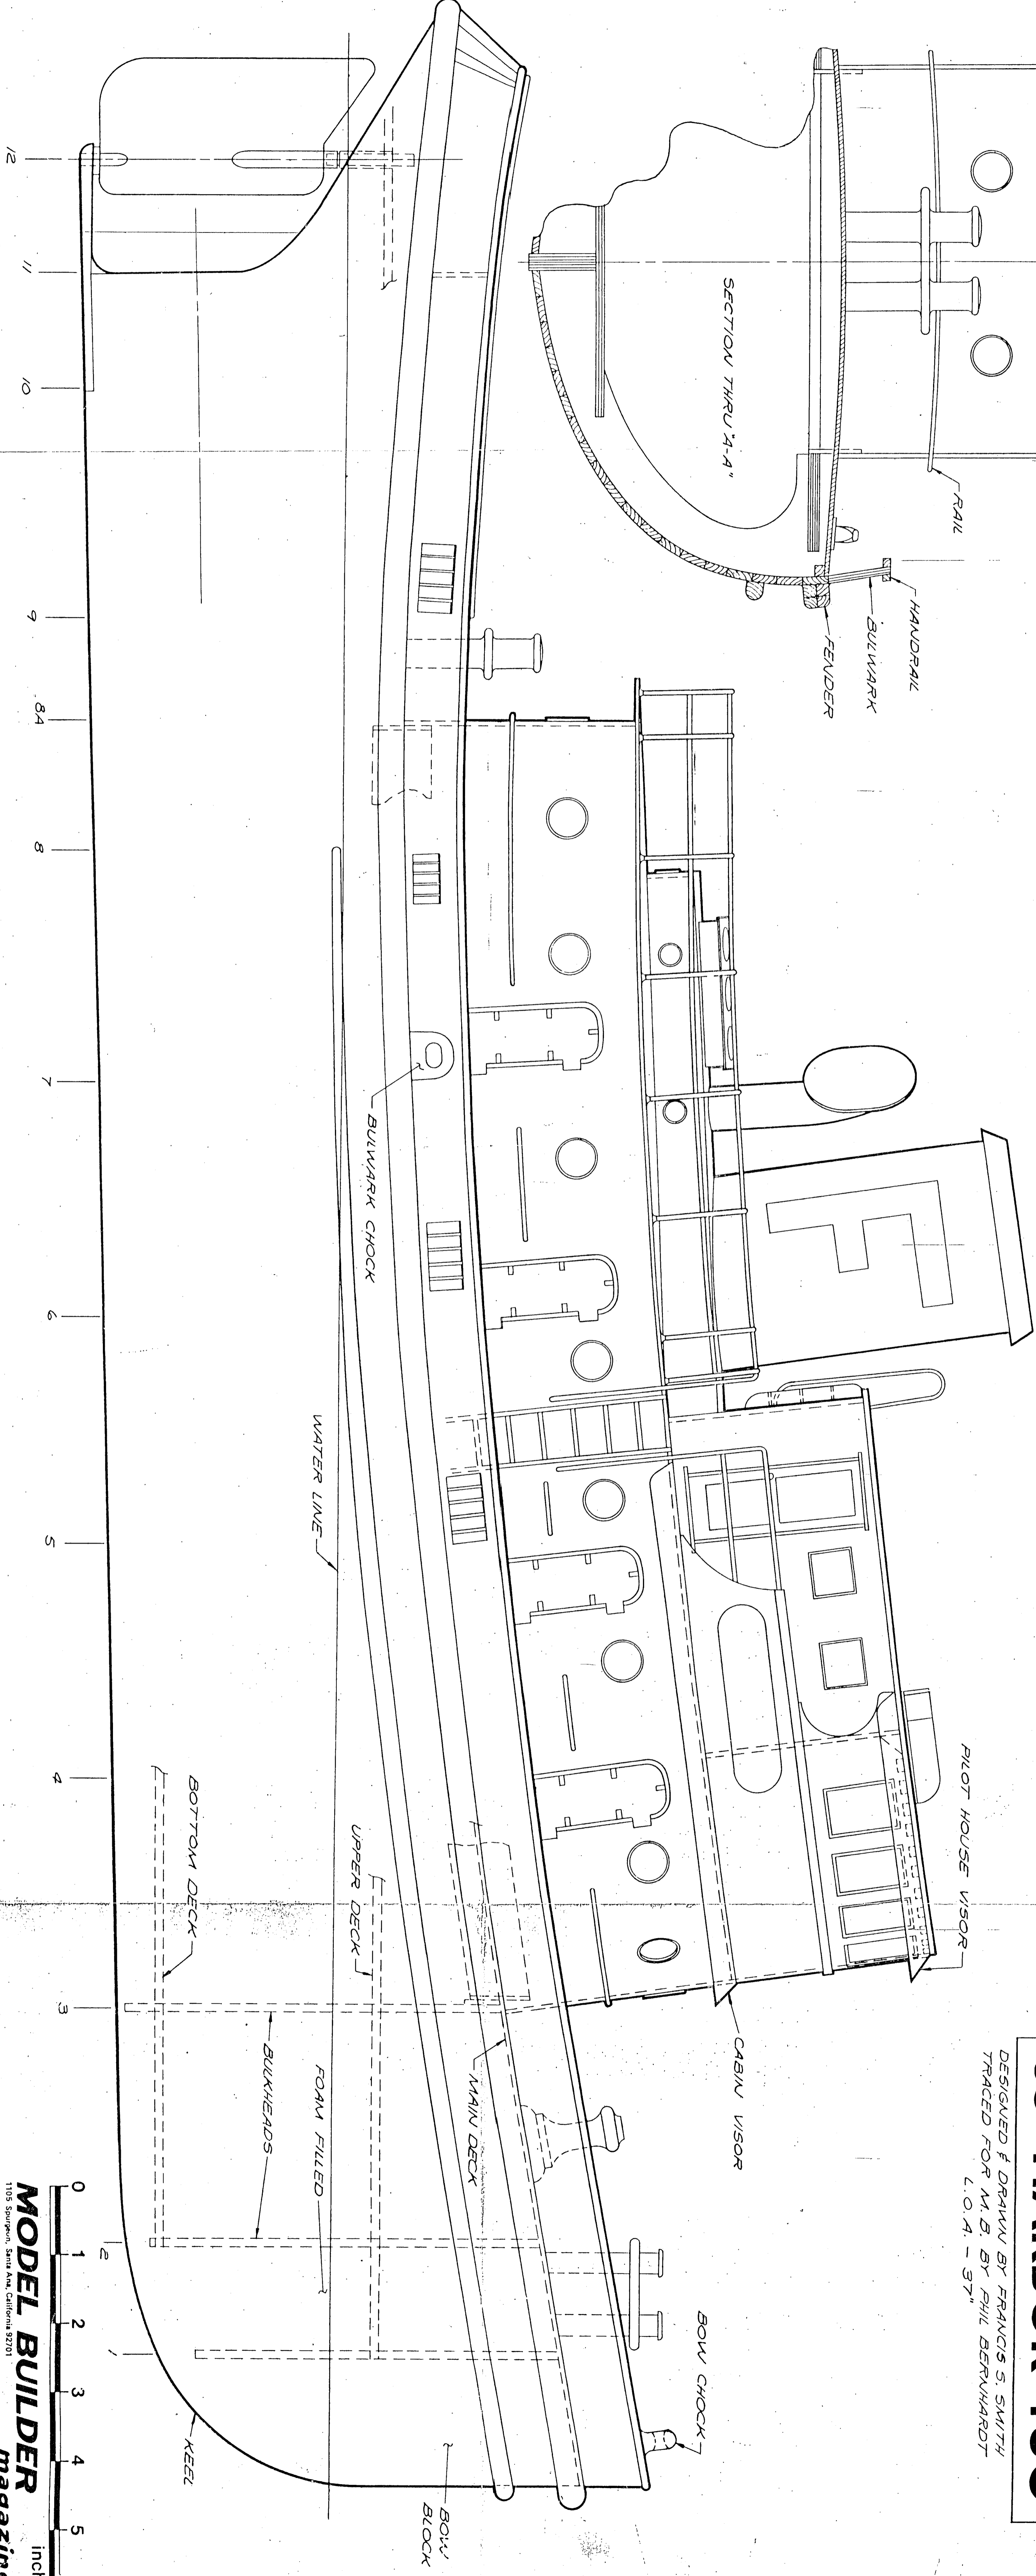 DESIGNED & DRAWN BY FRANCIS S. SMITH
TRACED FOR M.B. BY PHIL BERNHARDT
L.O.A. - 37"
SECTION THRU "A-A"
RAIL
HANDRAIL
BULWARK
FENDER
F
PILOT HOUSE VISOR
CABIN VISOR
BOW CHOCK
BULWARK CHOCK
WATER LINE
UPPER DECK
MAIN DECK
BOTTOM DECK
BULKHEADS
FOAM FILLED
BOW
BLOCK
KEEL
12 11 10 9 8A 8 7 6 5 4 3 2 1
0 1 2 3 4 5
inch
MODEL BUILDER
magazine
1105 Spurgeon, Santa Ana, California 92701